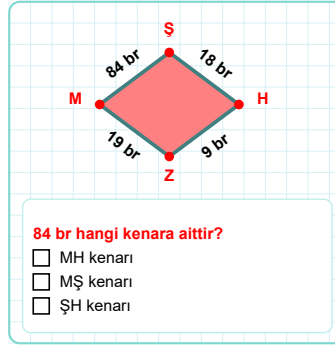 Ş
84 br
18 br
M
H
19 br
9 br
Z
84 br hangi kenara aittir?
MH kenarı
MŞ kenarı
ŞH kenarı